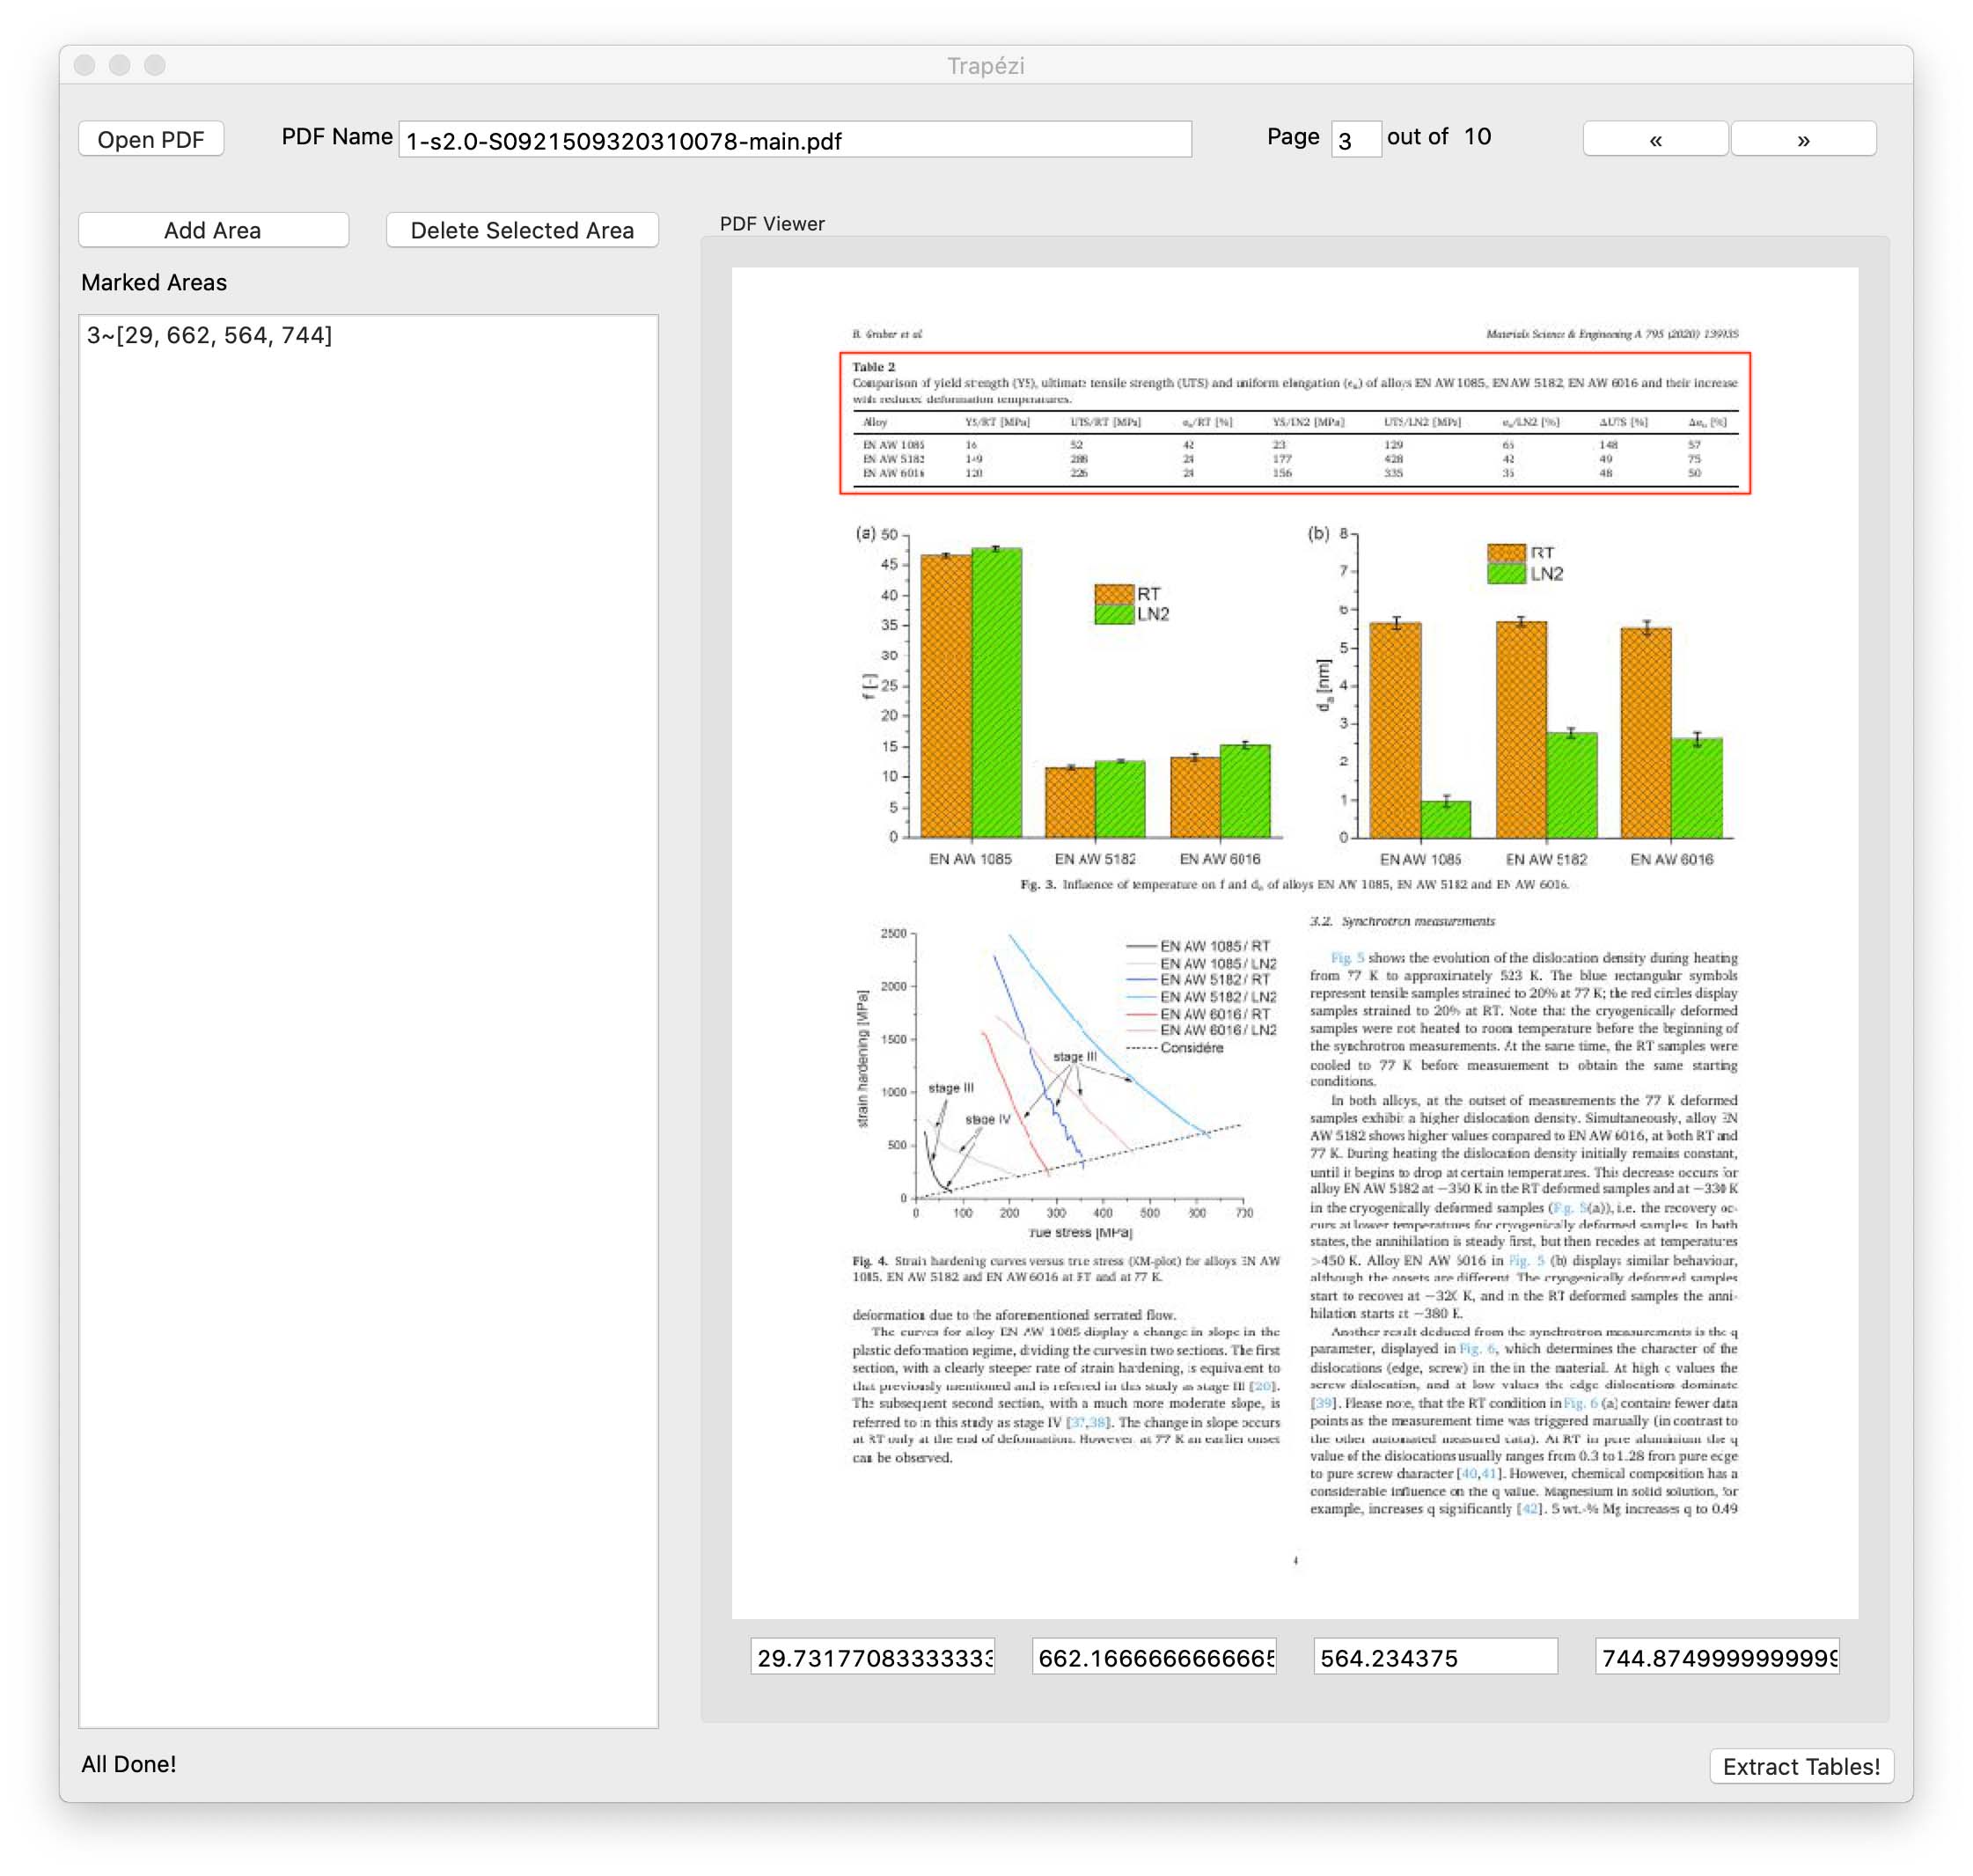 Trapézi
Open PDF
PDF Name 1-s2.0-S0921509320310078-main.pdf
Page 3 out of 10
«
»
Add Area
Delete Selected Area
Marked Areas
3~[29, 662, 564, 744]
PDF Viewer
B. Gruber et al.
Materials Science & Engineering A 795 (2020) 139935
Table 2
Comparison of yield strength (YS), ultimate tensile strength (UTS) and uniform elongation (eu) of alloys EN AW 1085, EN AW 5182, EN AW 6016 and their increase
with reduced deformation temperatures.
Alloy YS/RT [MPa] UTS/RT [MPa] eu/RT [%] YS/LN2 [MPa] UTS/LN2 [MPa] eu/LN2 [%] ΔUTS [%] Δeu [%]
EN AW 1085 16 52 42 23 129 65 148 57
EN AW 5182 149 288 24 177 428 42 49 75
EN AW 6016 120 226 24 156 335 35 48 50
(a)
50
45
40
35
30
25
20
15
10
5
0
f [-]
RT
LN2
EN AW 1085 EN AW 5182 EN AW 6016
(b)
8
7
6
5
4
3
2
1
0
da [nm]
RT
LN2
EN AW 1085 EN AW 5182 EN AW 6016
Fig. 3. Influence of temperature on f and da of alloys EN AW 1085, EN AW 5182 and EN AW 6016.
2500
2000
1500
1000
500
0
strain hardening [MPa]
EN AW 1085/ RT
EN AW 1085/ LN2
EN AW 5182/ RT
EN AW 5182/ LN2
EN AW 6016/ RT
EN AW 6016/ LN2
Considére
stage III
stage III
stage IV
0 100 200 300 400 500 600 700
true stress [MPa]
Fig. 4. Strain hardening curves versus true stress (KM-plot) for alloys EN AW
1085, EN AW 5182 and EN AW 6016 at RT and at 77 K.
deformation due to the aforementioned serrated flow.
The curves for alloy EN AW 1085 display a change in slope in the
plastic deformation regime, dividing the curves in two sections. The first
section, with a clearly steeper rate of strain hardening, is equivalent to
that previously mentioned and is referred in this study as stage III [20].
The subsequent second section, with a much more moderate slope, is
referred to in this study as stage IV [37,38]. The change in slope occurs
at RT only at the end of deformation. However, at 77 K an earlier onset
can be observed.
3.2. Synchrotron measurements
Fig. 5 shows the evolution of the dislocation density during heating
from 77 K to approximately 523 K. The blue rectangular symbols
represent tensile samples strained to 20% at 77 K; the red circles display
samples strained to 20% at RT. Note that the cryogenically deformed
samples were not heated to room temperature before the beginning of
the synchrotron measurements. At the same time, the RT samples were
cooled to 77 K before measurement to obtain the same starting
conditions.
In both alloys, at the outset of measurements the 77 K deformed
samples exhibit a higher dislocation density. Simultaneously, alloy EN
AW 5182 shows higher values compared to EN AW 6016, at both RT and
77 K. During heating the dislocation density initially remains constant,
until it begins to drop at certain temperatures. This decrease occurs for
alloy EN AW 5182 at ~350 K in the RT deformed samples and at ~330 K
in the cryogenically deformed samples (Fig. 5(a)), i.e. the recovery oc-
curs at lower temperatures for cryogenically deformed samples. In both
states, the annihilation is steady first, but then recedes at temperatures
>450 K. Alloy EN AW 6016 in Fig. 5 (b) displays similar behaviour,
although the onsets are different. The cryogenically deformed samples
start to recover at ~320 K, and in the RT deformed samples the anni-
hilation starts at ~380 K.
Another result deduced from the synchrotron measurements is the q
parameter, displayed in Fig. 6, which determines the character of the
dislocations (edge, screw) in the in the material. At high q values the
screw dislocation, and at low values the edge dislocations dominate
[39]. Please note, that the RT condition in Fig. 6 (a) contains fewer data
points as the measurement time was triggered manually (in contrast to
the other automated measured data). At RT in pure aluminium the q
value of the dislocations usually ranges from 0.3 to 1.28 from pure edge
to pure screw character [40,41]. However, chemical composition has a
considerable influence on the q value. Magnesium in solid solution, for
example, increases q significantly [42]. 5 wt.-% Mg increases q to 0.49
4
29.7317708333333
662.166666666666
564.234375
744.874999999999
All Done!
Extract Tables!